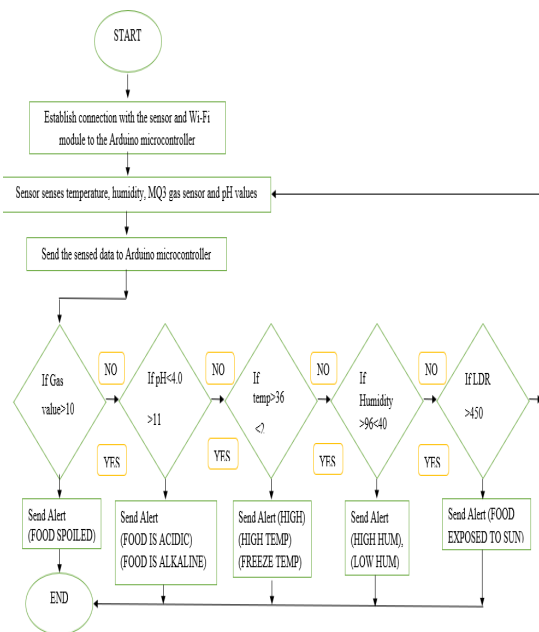 START
Establish connection with the sensor and Wi-Fi
module to the Arduino microcontroller
Sensor senses temperature, humidity, MQ3 gas sensor and pH values
Send the sensed data to Arduino microcontroller
If Gas
value>10
NO
YES
If pH<4.0
>11
NO
YES
If
temp>36
<2
NO
YES
If
Humidity
>96<40
NO
YES
If LDR
>450
Send Alert
(FOOD SPOILED)
Send Alert
(FOOD IS ACIDIC)
(FOOD IS ALKALINE)
Send Alert (HIGH)
(HIGH TEMP)
(FREEZE TEMP)
Send Alert
(HIGH HUM),
(LOW HUM)
Send Alert (FOOD
EXPOSED TO SUN)
END